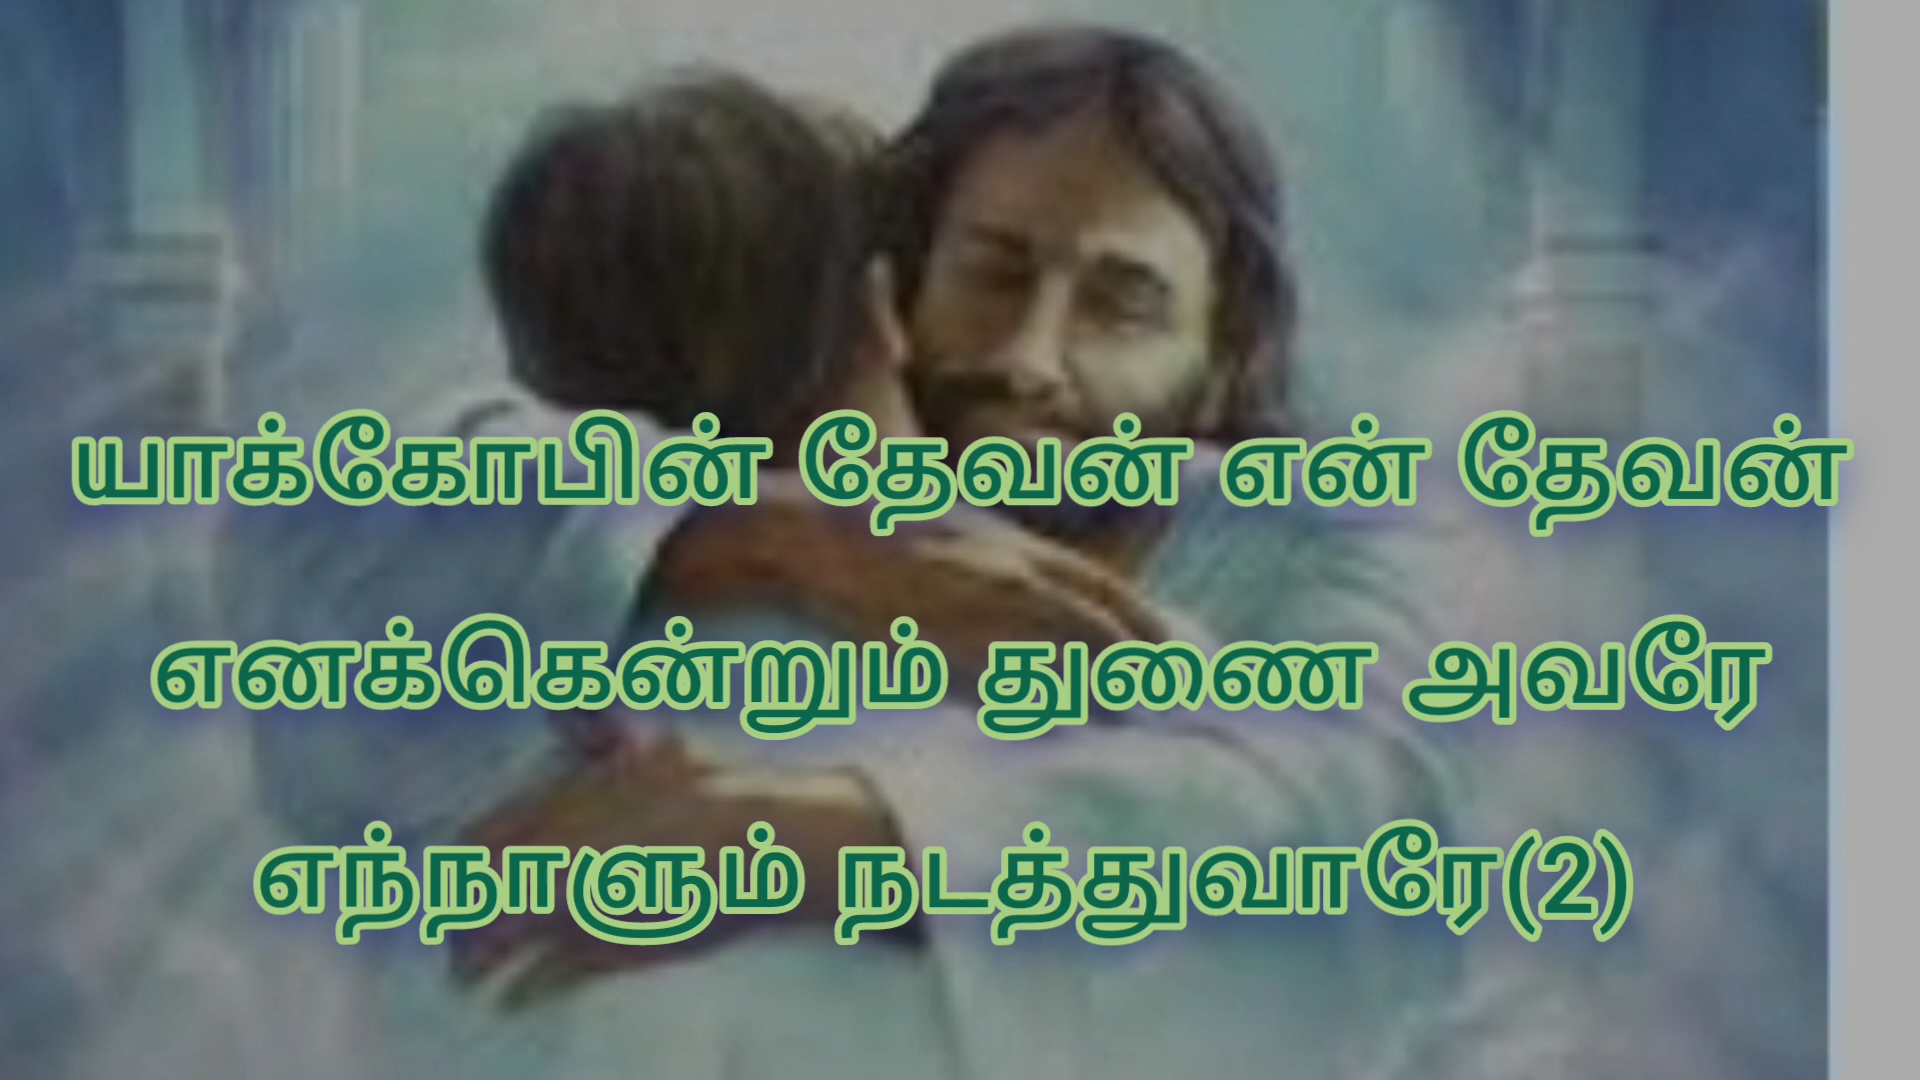 யாக்கோபின் தேவன் என் தேவன்
எனக்கென்றும் துணை அவரே
எந்நாளும் நடத்துவாரே(2)